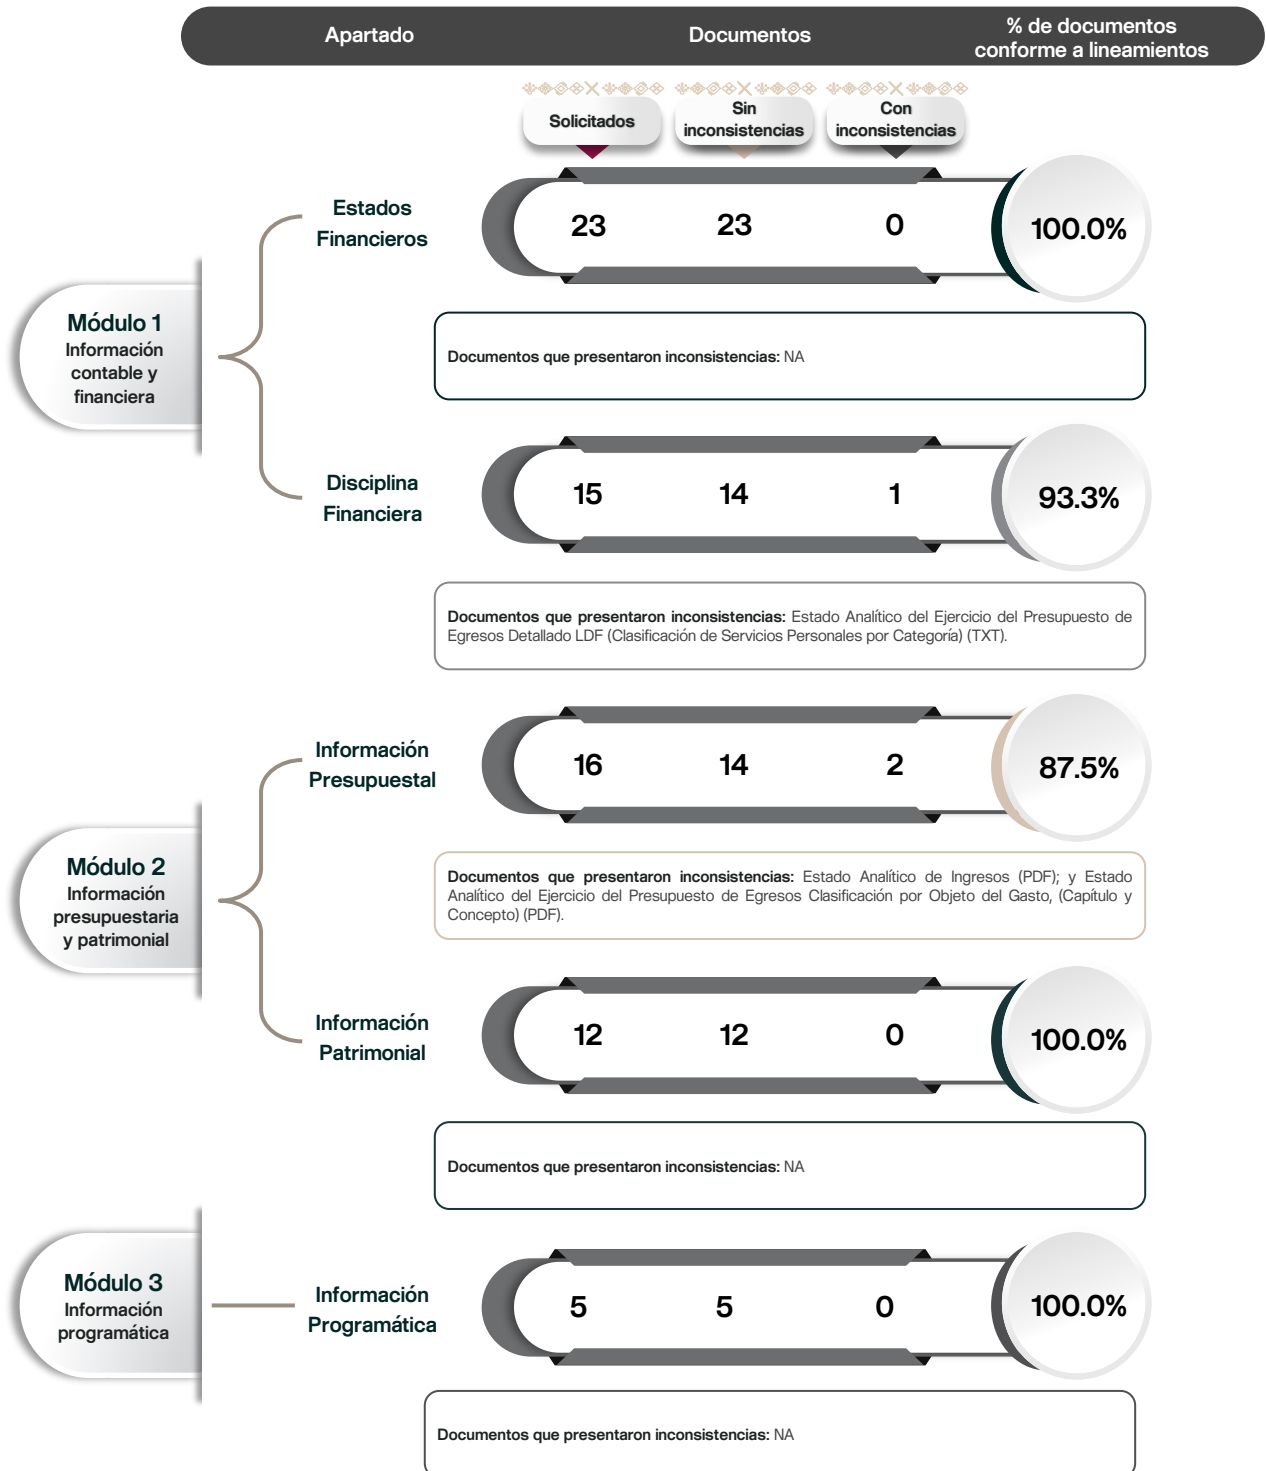 Apartado
Documentos
% de documentos
conforme a lineamientos
Solicitados
Sin
inconsistencias
Con
inconsistencias
Módulo 1
Información
contable y
financiera
Estados
Financieros
23
23
0
100.0%
Documentos que presentaron inconsistencias: NA
Disciplina
Financiera
15
14
1
93.3%
Documentos que presentaron inconsistencias: Estado Analítico del Ejercicio del Presupuesto de
Egresos Detallado LDF (Clasificación de Servicios Personales por Categoría) (TXT).
Módulo 2
Información
presupuestaria
y patrimonial
Información
Presupuestal
16
14
2
87.5%
Documentos que presentaron inconsistencias: Estado Analítico de Ingresos (PDF); y Estado
Analítico del Ejercicio del Presupuesto de Egresos Clasificación por Objeto del Gasto, (Capítulo y
Concepto) (PDF).
Información
Patrimonial
12
12
0
100.0%
Documentos que presentaron inconsistencias: NA
Módulo 3
Información
programática
Información
Programática
5
5
0
100.0%
Documentos que presentaron inconsistencias: NA